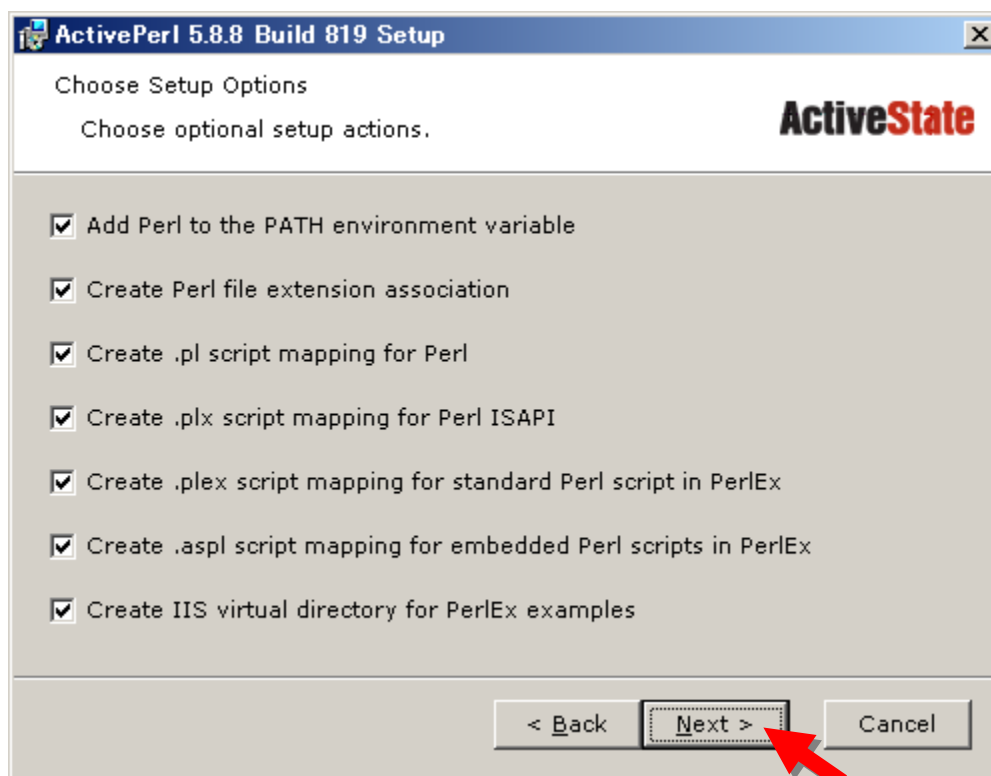 ActivePerl 5.8.8 Build 819 Setup
Choose Setup Options
Choose optional setup actions.
ActiveState
Add Perl to the PATH environment variable
Create Perl file extension association
Create .pl script mapping for Perl
Create .plx script mapping for Perl ISAPI
Create .plex script mapping for standard Perl script in PerlEx
Create .aspl script mapping for embedded Perl scripts in PerlEx
Create IIS virtual directory for PerlEx examples
< Back
Next >
Cancel